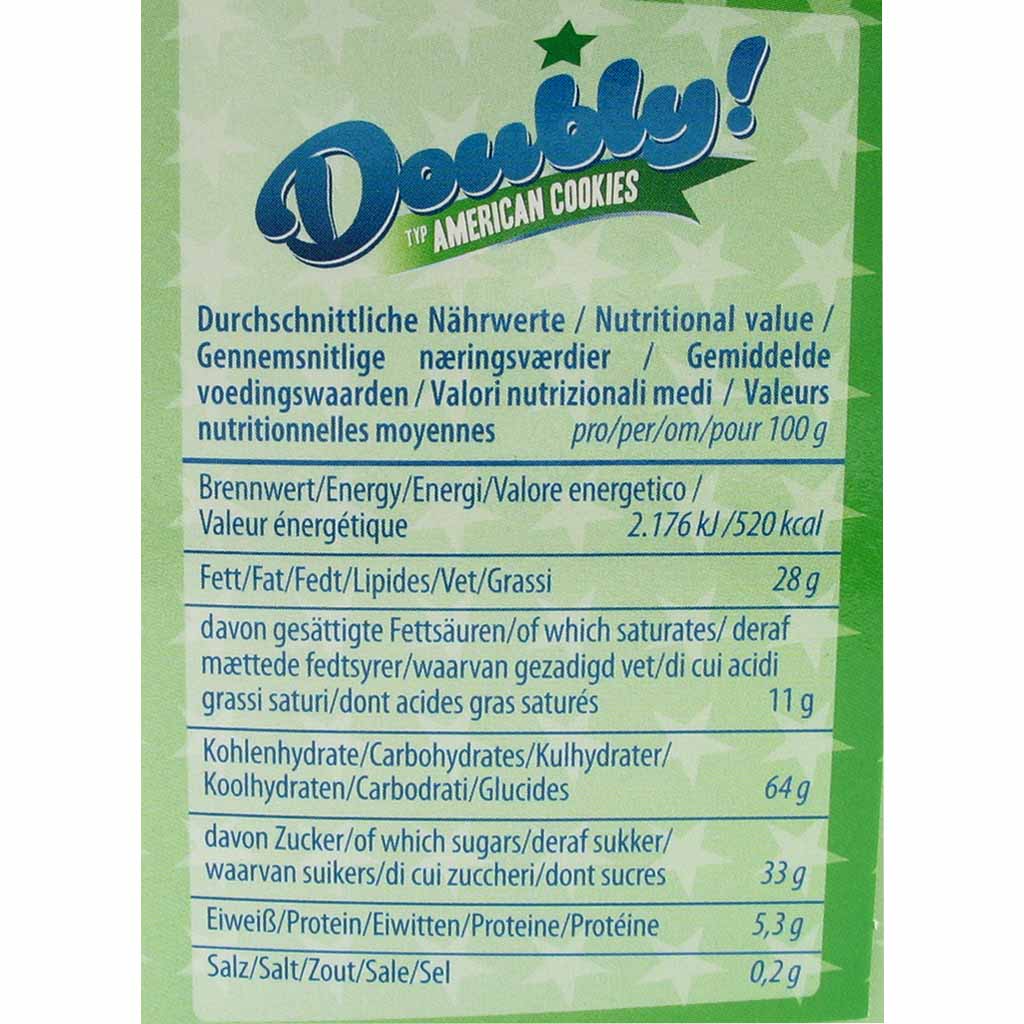 Doubly!
TYP AMERICAN COOKIES
Durchschnittliche Nährwerte / Nutritional value /
Gennemsnitlige næringsværdier / Gemiddelde
voedingswaarden / Valori nutrizionali medi / Valeurs
nutritionnelles moyennes pro/per/om/pour 100 g
Brennwert/Energy/Energi/Valore energetico /
Valeur énergétique 2.176 kJ/520 kcal
Fett/Fat/Fedt/Lipides/Vet/Grassi 28 g
davon gesättigte Fettsäuren/of which saturates/ deraf
mættede fedtsyrer/waarvan gezadigd vet/di cui acidi
grassi saturi/dont acides gras saturés 11 g
Kohlenhydrate/Carbohydrates/Kulhydrater/
Koolhydraten/Carbodrati/Glucides 64 g
davon Zucker/of which sugars/deraf sukker/
waarvan suikers/di cui zuccheri/dont sucres 33 g
Eiweiß/Protein/Eiwitten/Proteine/Protéine 5,3 g
Salz/Salt/Zout/Sale/Sel 0,2 g